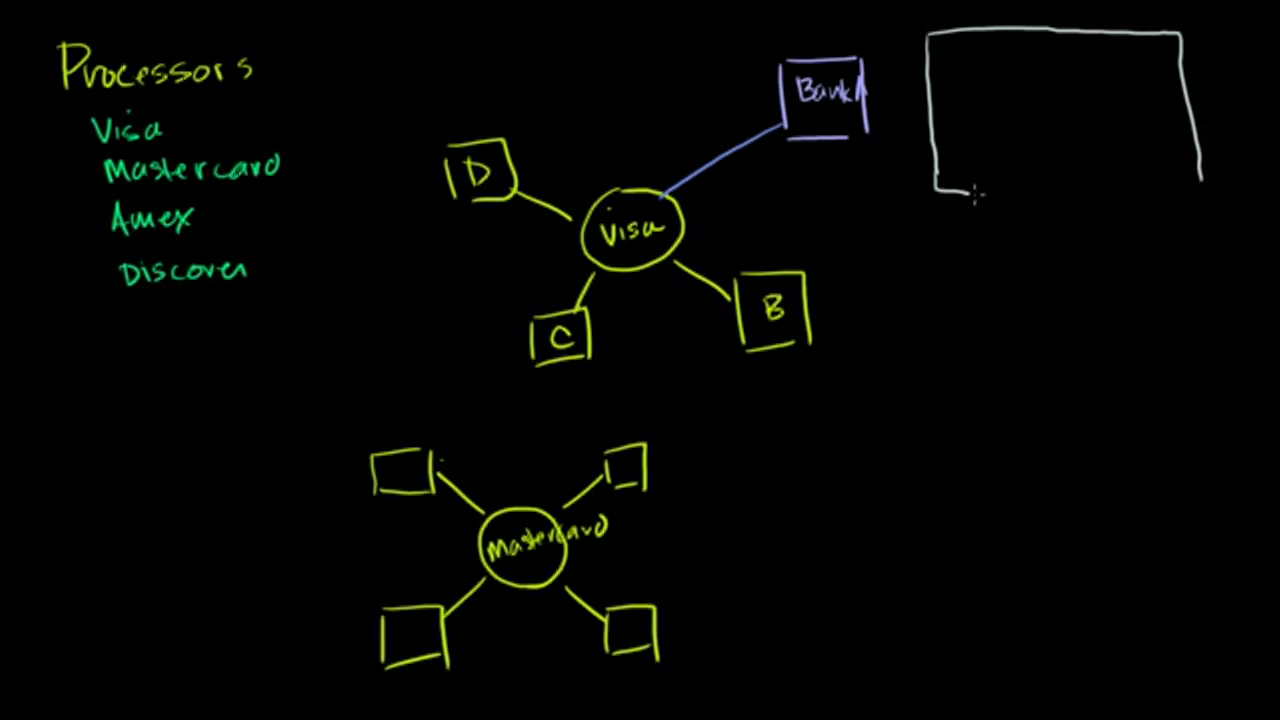 Processors
Visa
Mastercard
Amex
Discover
Bank A
D
Visa
C
B
Mastercard